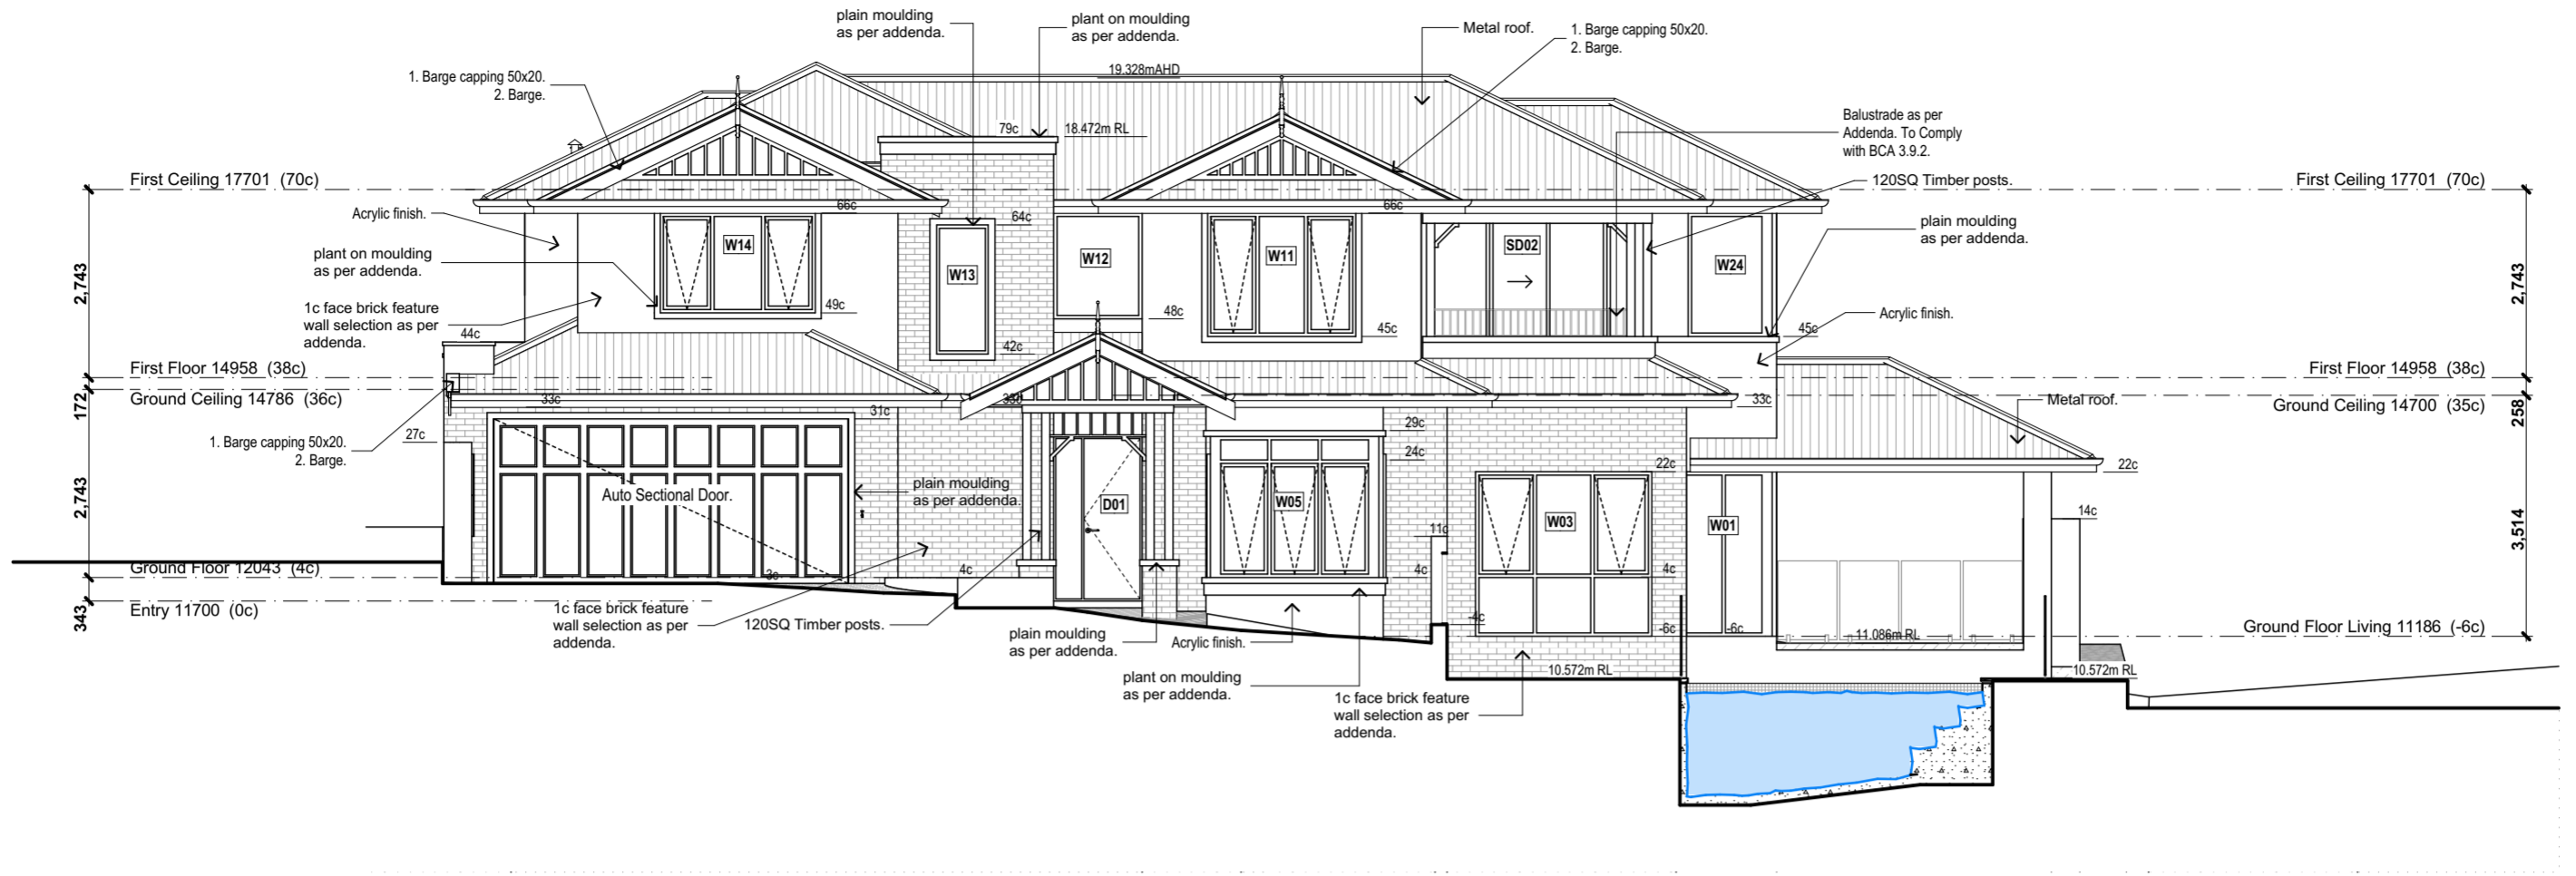 plain moulding
as per addenda.
plant on moulding
as per addenda.
Metal roof.
1. Barge capping 50x20.
2. Barge.
1. Barge capping 50x20.
2. Barge.
19.328mAHD
Balustrade as per
Addenda. To Comply
with BCA 3.9.2.
79c
18.472m RL
First Ceiling 17701 (70c)
First Ceiling 17701 (70c)
120SQ Timber posts.
Acrylic finish.
66c
64c
66c
plain moulding
as per addenda.
plant on moulding
as per addenda.
W14
W13
W12
W11
SD02
W24
2,743
2,743
1c face brick feature
wall selection as per
addenda.
49c
48c
45c
45c
Acrylic finish.
44c
42c
First Floor 14958 (38c)
First Floor 14958 (38c)
172
Ground Ceiling 14786 (36c)
33c
33c
33c
Metal roof.
Ground Ceiling 14700 (35c)
258
31c
29c
27c
1. Barge capping 50x20.
2. Barge.
24c
22c
22c
2,743
Auto Sectional Door.
plain moulding
as per addenda.
D01
W05
W03
W01
14c
11c
3,514
Ground Floor 12043 (4c)
3c
4c
4c
4c
343
Entry 11700 (0c)
1c face brick feature
wall selection as per
addenda.
120SQ Timber posts.
-4c
-6c
-6c
11.086m RL
Ground Floor Living 11186 (-6c)
plain moulding
as per addenda.
Acrylic finish.
plant on moulding
as per addenda.
10.572m RL
10.572m RL
1c face brick feature
wall selection as per
addenda.